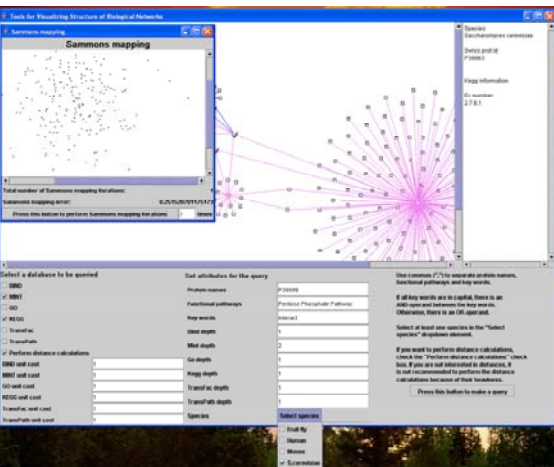 Tools for Visualizing Structure of Biological Networks
Sammons mapping
Sammons mapping
Total number of Sammons mapping iterations:
Sammons mapping error:
Press this button to perform Sammons mapping iterations
times
Species
Saccharomyces cerevisiae
Swiss prot id
Kegg information
Ec number
2.7.6.1
Select a database to be queried
BIND
MINT
GO
KEGG
TransFac
TransPath
Perform distance calculations
BIND unit cost 1
MINT unit cost 1
GO unit cost 1
KEGG unit cost 1
TransFac unit cost 1
TransPath unit cost 1
Set attributes for the query
Protein names
Functional pathways Pentose Phosphate Pathway
Key words interact
Bind depth 1
Mint depth 2
Go depth 1
Kegg depth 1
TransFac depth 1
TransPath depth 1
Species Select species
Fruit fly
Human
Mouse
S.cerevisiae
Use commas (",") to separate protein names,
functional pathways and key words.
If all key words are in capital, there is an
AND operand between the key words.
Otherwise, there is an OR-operand.
Select at least one species in the "Select
species" dropdown element.
If you want to perform distance calculations,
check the "Perform distance calculations" check
box. If you are not interested in distances, it
is not recommended to perform the distance
calculations because of their heaviness.
Press this button to make a query